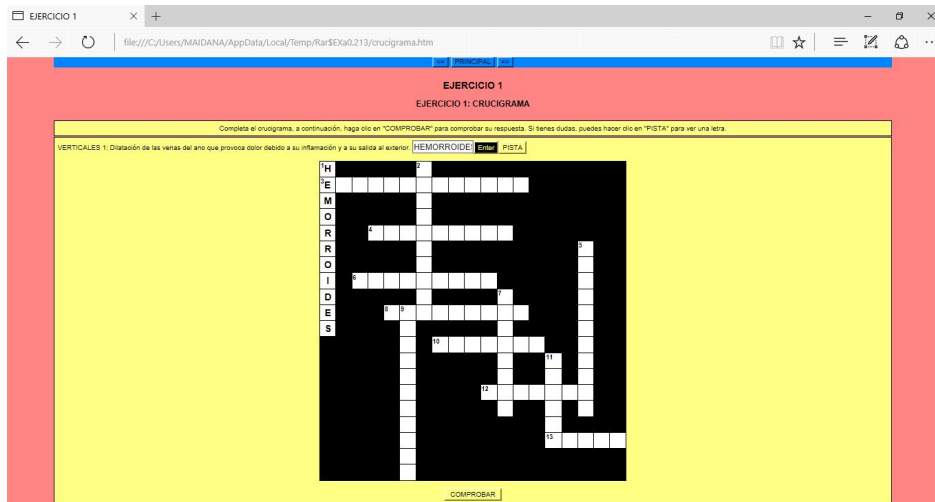 EJERCICIO 1
file:///C:/Users/MAIDANA/AppData/Local/Temp/Rar$EXa0.213/crucigrama.htm
<= PRINCIPAL =>
EJERCICIO 1
EJERCICIO 1: CRUCIGRAMA
Completa el crucigrama, a continuación, haga clic en "COMPROBAR" para comprobar su respuesta. Si tienes dudas, puedes hacer clic en "PISTA" para ver una letra.
VERTICALES 1: Dilatación de las venas del ano que provoca dolor debido a su inflamación y a su salida al exterior. HEMORROIDES Enter PISTA
1 H 2
3 E
M
O
R 4
R 5
O
I 6
D 7
E 8 9
S
10
11
12
13
COMPROBAR